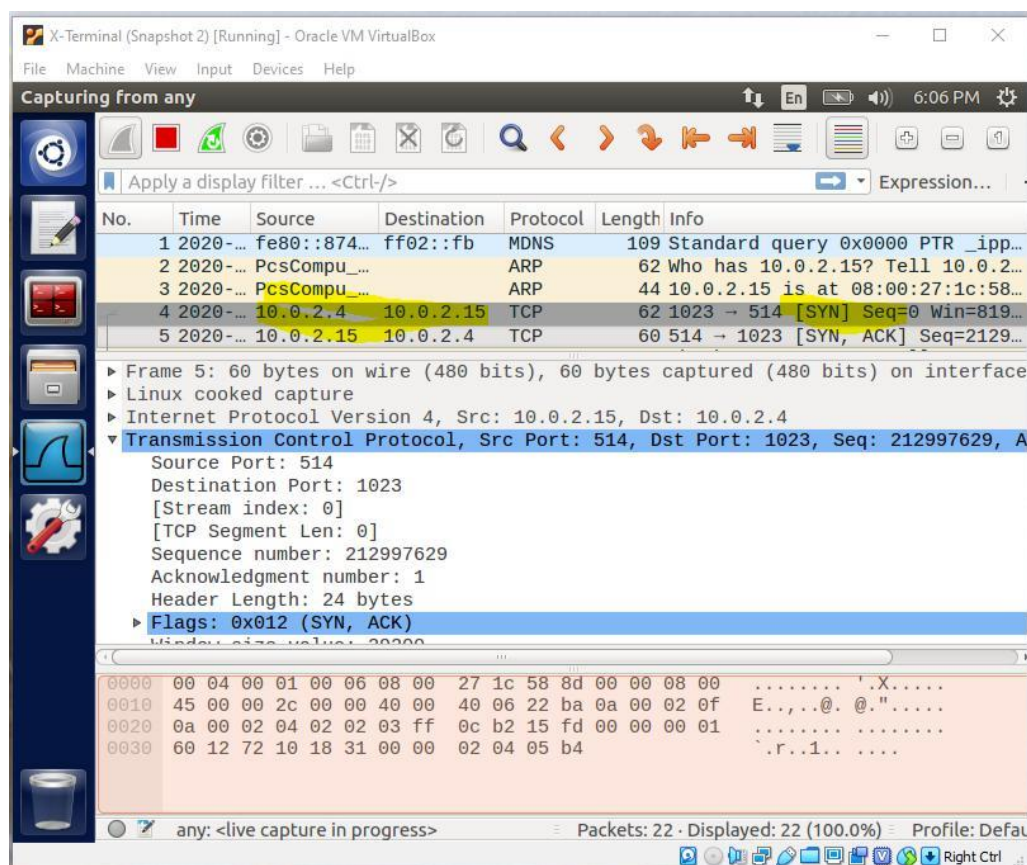 X-Terminal (Snapshot 2) [Running] - Oracle VM VirtualBox
File Machine View Input Devices Help
Capturing from any En 6:06 PM
Apply a display filter … <Ctrl-/> Expression…
No. Time Source Destination Protocol Length Info
1 2020-… fe80::874… ff02::fb MDNS 109 Standard query 0x0000 PTR _ipp…
2 2020-… PcsCompu_… ARP 62 Who has 10.0.2.15? Tell 10.0.2…
3 2020-… PcsCompu_… ARP 44 10.0.2.15 is at 08:00:27:1c:58…
4 2020-… 10.0.2.4 10.0.2.15 TCP 62 1023 → 514 [SYN] Seq=0 Win=819…
5 2020-… 10.0.2.15 10.0.2.4 TCP 60 514 → 1023 [SYN, ACK] Seq=2129…
Frame 5: 60 bytes on wire (480 bits), 60 bytes captured (480 bits) on interface
Linux cooked capture
Internet Protocol Version 4, Src: 10.0.2.15, Dst: 10.0.2.4
Transmission Control Protocol, Src Port: 514, Dst Port: 1023, Seq: 212997629, A
Source Port: 514
Destination Port: 1023
[Stream index: 0]
[TCP Segment Len: 0]
Sequence number: 212997629
Acknowledgment number: 1
Header Length: 24 bytes
Flags: 0x012 (SYN, ACK)
0000 00 04 00 01 00 06 08 00 27 1c 58 8d 00 00 08 00 ........ '.X.....
0010 45 00 00 2c 00 00 40 00 40 06 22 ba 0a 00 02 0f E..,..@. @.".....
0020 0a 00 02 04 02 02 03 ff 0c b2 15 fd 00 00 00 01 ........ ........
0030 60 12 72 10 18 31 00 00 02 04 05 b4 `.r..1.. ....
any: <live capture in progress> Packets: 22 · Displayed: 22 (100.0%) Profile: Defau
Right Ctrl